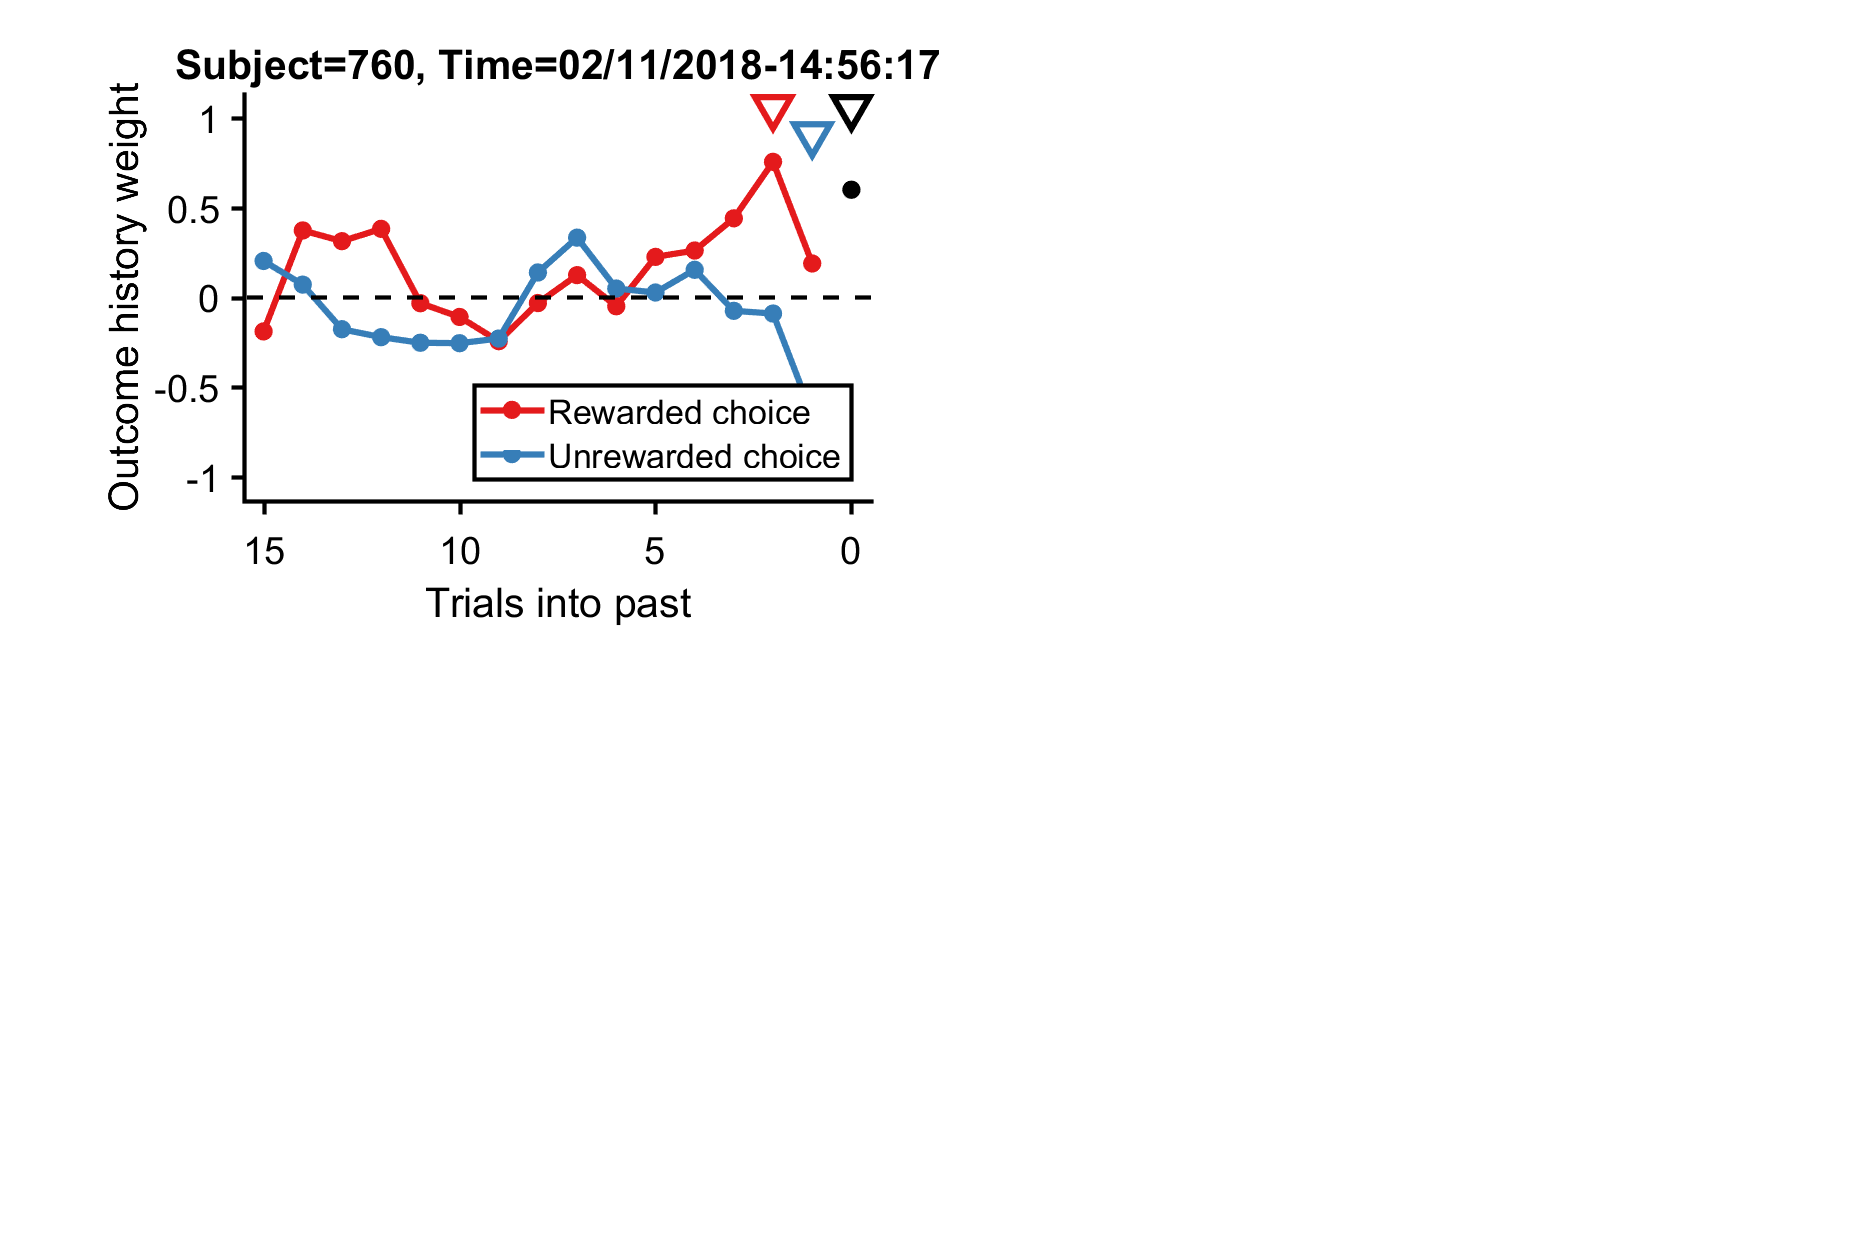 Subject=760, Time=02/11/2018-14:56:17
Outcome history weight
1
0.5
0
-0.5
-1
Rewarded choice
Unrewarded choice
15 10 5 0
Trials into past